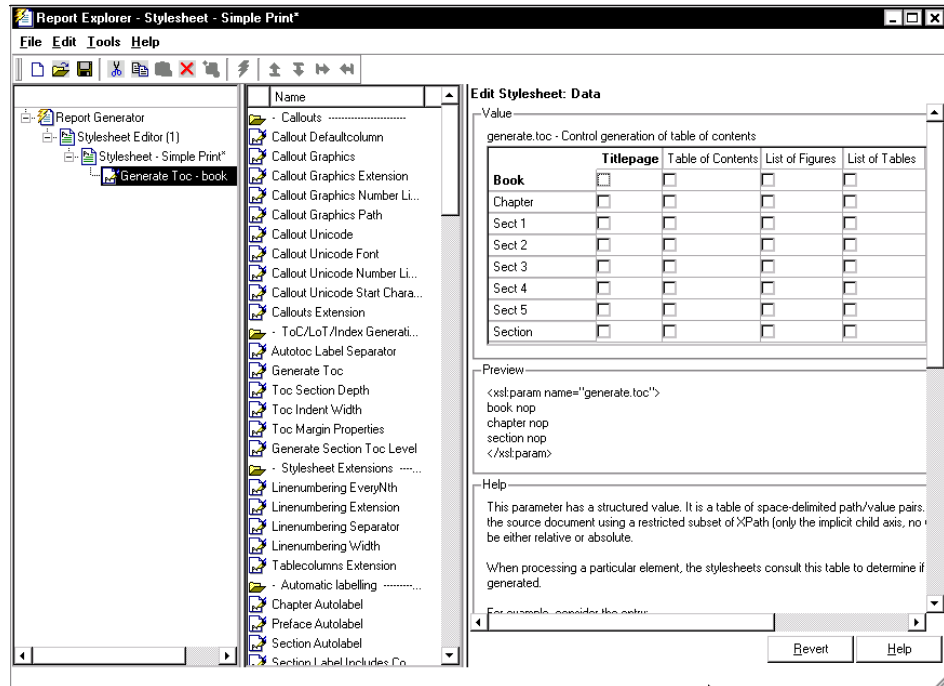 Report Explorer - Stylesheet - Simple Print*
File Edit Tools Help
Report Generator
Stylesheet Editor (1)
Stylesheet - Simple Print*
Generate Toc - book
Name
- Callouts -----------------------
Callout Defaultcolumn
Callout Graphics
Callout Graphics Extension
Callout Graphics Number Li...
Callout Graphics Path
Callout Unicode
Callout Unicode Font
Callout Unicode Number Li...
Callout Unicode Start Chara...
Callouts Extension
- ToC/LoT/Index Generati...
Autotoc Label Separator
Generate Toc
Toc Section Depth
Toc Indent Width
Toc Margin Properties
Generate Section Toc Level
- Stylesheet Extensions ----...
Linenumbering EveryNth
Linenumbering Extension
Linenumbering Separator
Linenumbering Width
Tablecolumns Extension
- Automatic labelling ---------...
Chapter Autolabel
Preface Autolabel
Section Autolabel
Section Label Includes Co
Edit Stylesheet: Data
Value
generate.toc - Control generation of table of contents
Titlepage Table of Contents List of Figures List of Tables
Book
Chapter
Sect 1
Sect 2
Sect 3
Sect 4
Sect 5
Section
Preview
<xsl:param name="generate.toc">
book nop
chapter nop
section nop
</xsl:param>
Help
This parameter has a structured value. It is a table of space-delimited path/value pairs.
the source document using a restricted subset of XPath (only the implicit child axis, no
be either relative or absolute.
When processing a particular element, the stylesheets consult this table to determine if
generated.
For example, consider the entry:
Revert Help